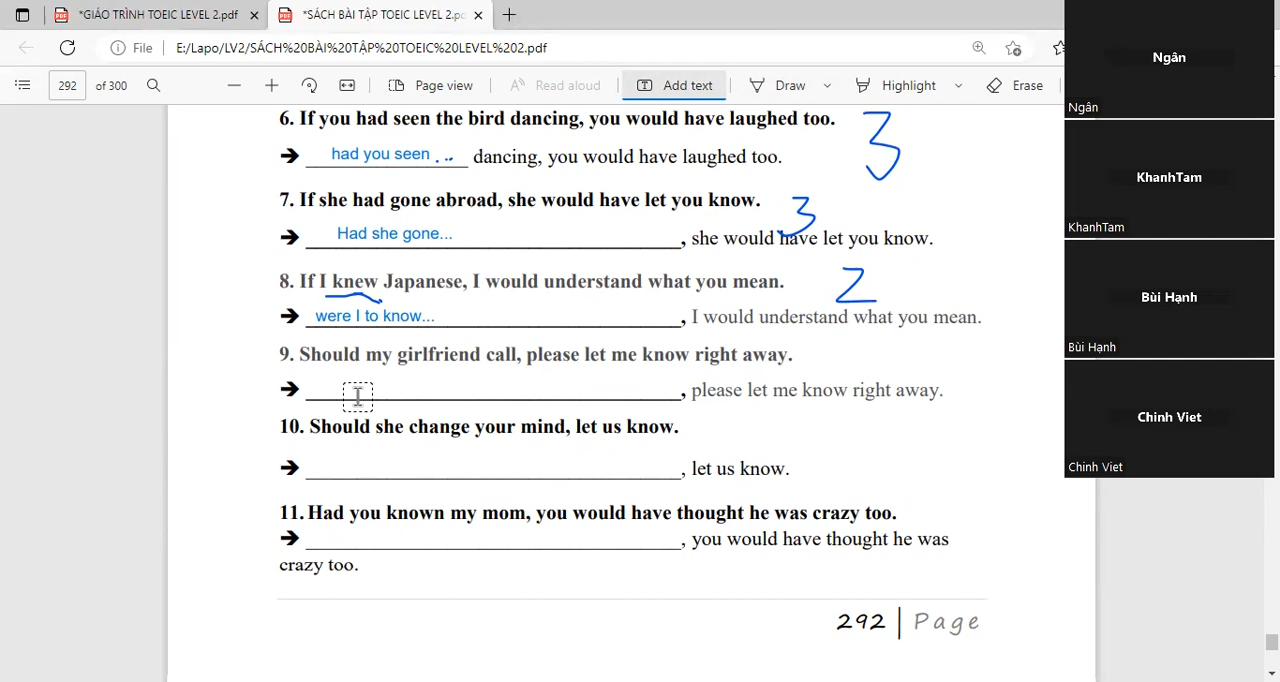 *GIÁO TRÌNH TOEIC LEVEL 2.pdf
*SÁCH BÀI TẬP TOEIC LEVEL 2.p
File E:/Lapo/LV2/SÁCH%20BÀI%20TẬP%20TOEIC%20LEVEL%202.pdf
292 of 300 Page view Read aloud Add text Draw Highlight Erase
6. If you had seen the bird dancing, you would have laughed too. 3
➔ had you seen . .. dancing, you would have laughed too.
7. If she had gone abroad, she would have let you know. 3
➔ Had she gone... , she would have let you know.
8. If I knew Japanese, I would understand what you mean. 2
➔ were I to know... , I would understand what you mean.
9. Should my girlfriend call, please let me know right away.
➔ ____, please let me know right away.
10. Should she change your mind, let us know.
➔ ____, let us know.
11. Had you known my mom, you would have thought he was crazy too.
➔ ____, you would have thought he was
crazy too.
292 | Page
Ngân
Ngân
KhanhTam
KhanhTam
Bùi Hạnh
Bùi Hạnh
Chinh Viet
Chinh Viet